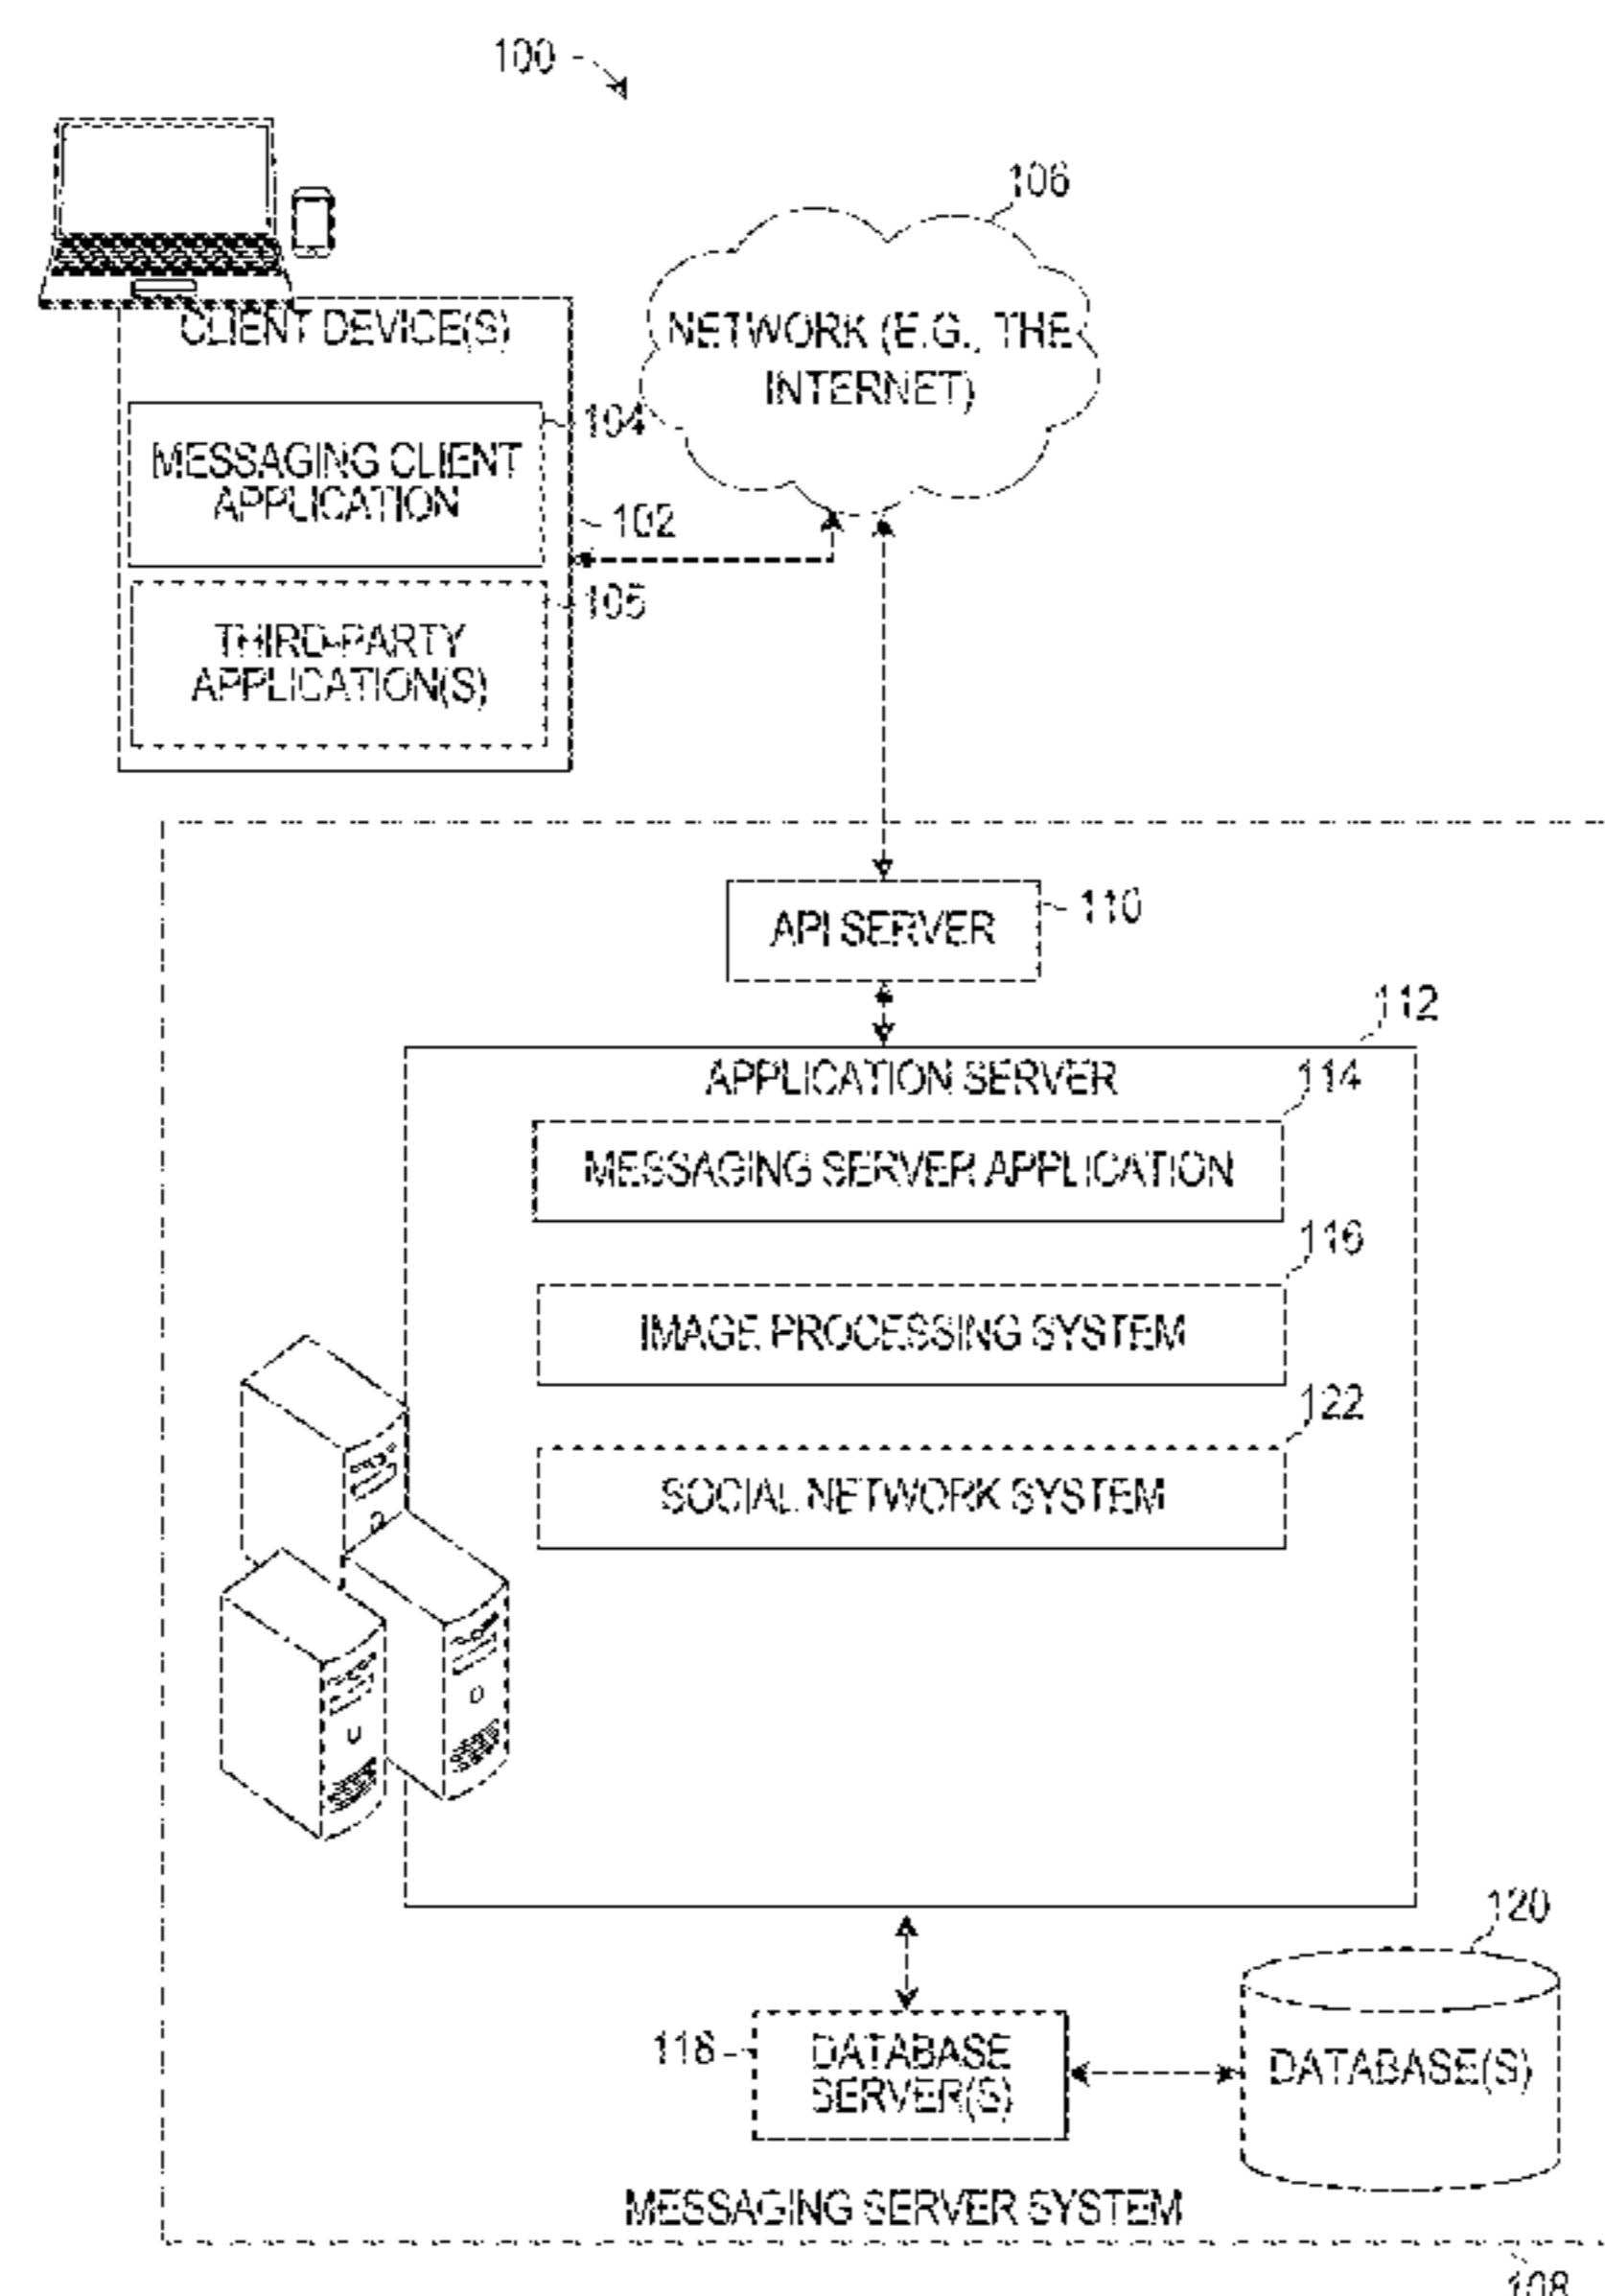 100
106
CLIENT DEVICE(S)
NETWORK (E.G., THE
INTERNET)
104
MESSAGING CLIENT
APPLICATION
102
105
THIRD-PARTY
APPLICATION(S)
API SERVER
110
112
APPLICATION SERVER
114
MESSAGING SERVER APPLICATION
116
IMAGE PROCESSING SYSTEM
122
SOCIAL NETWORK SYSTEM
120
118
DATABASE
SERVER(S)
DATABASE(S)
MESSAGING SERVER SYSTEM
108